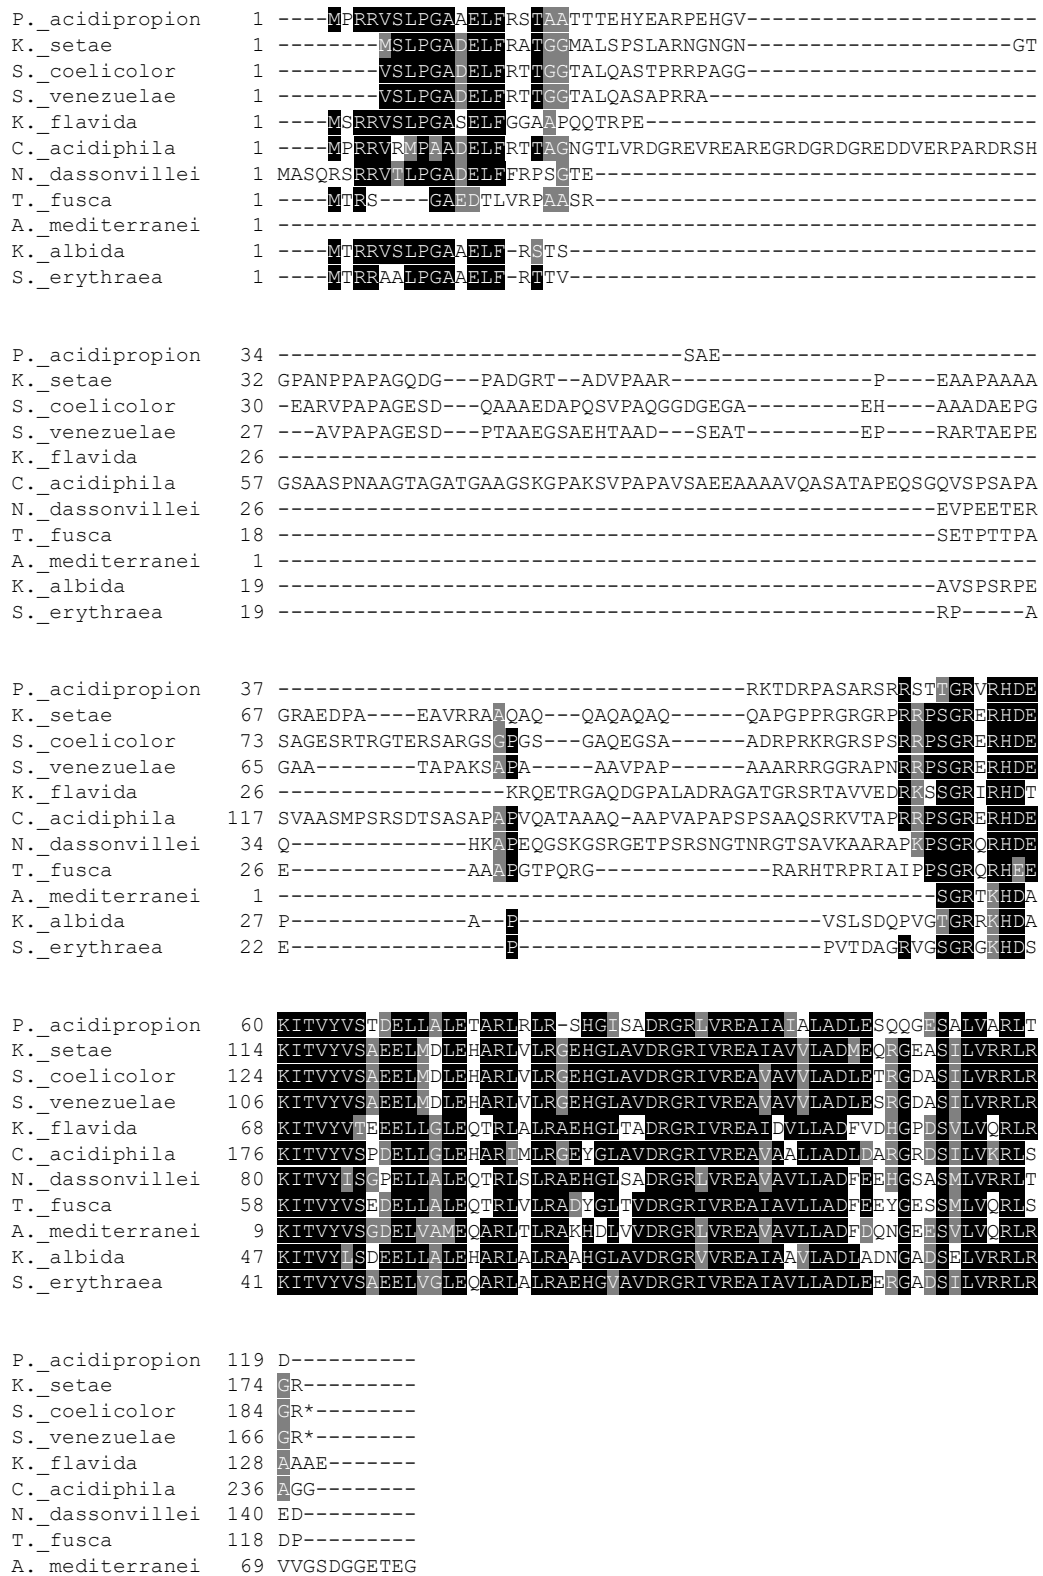 P._acidipropion 1 ----MPRRVSLPGAAELFRSTAATTTEHYEARPEHGV-----------------------
K._setae 1 --------MSLPGADELFRATGGMALSPSLARNGNGN---------------------GT
S._coelicolor 1 --------VSLPGADELFRTTGGTALQASTPRRPAGG-----------------------
S._venezuelae 1 --------VSLPGADELFRTTGGTALQASAPRRA--------------------------
K._flavida 1 ----MSRRVSLPGASELFGGAAPQQTRPE-------------------------------
C._acidiphila 1 ----MPRRVRMPAADELFRTTAGNGTLVRDGREVREAREGRDGRDGREDDVERPARDRSH
N._dassonvillei 1 MASQRSRRVTLPGADELFFRPSGTE-----------------------------------
T._fusca 1 ----MTRS----GAEDTLVRPAASR-----------------------------------
A._mediterranei 1 ------------------------------------------------------------
K._albida 1 ----MTRRVSLPGAAELF-RSTS-------------------------------------
S._erythraea 1 ----MTRRAALPGAAELF-RTTV-------------------------------------
P._acidipropion 34 --------------------------------SAE-------------------------
K._setae 32 GPANPPAPAGQDG---PADGRT--ADVPAAR----------------P----EAAPAAAA
S._coelicolor 30 -EARVPAPAGESD---QAAAEDAPQSVPAQGGDGEGA---------EH----AAADAEPG
S._venezuelae 27 ---AVPAPAGESD---PTAAEGSAEHTAAD---SEAT---------EP----RARTAEPE
K._flavida 26 ------------------------------------------------------------
C._acidiphila 57 GSAASPNAAGTAGATGAAGSKGPAKSVPAPAVSAEEAAAAVQASATAPEQSGQVSPSAPA
N._dassonvillei 26 ----------------------------------------------------EVPEETER
T._fusca 18 ----------------------------------------------------SETPTTPA
A._mediterranei 1 ------------------------------------------------------------
K._albida 19 ----------------------------------------------------AVSPSRPE
S._erythraea 19 ----------------------------------------------------RP-----A
P._acidipropion 37 -------------------------------------RKTDRPASARSRRSTTGRVRHDE
K._setae 67 GRAEDPA----EAVRRAAQAQ---QAQAQAQ------QAPGPPRGRGRPRRPSGRERHDE
S._coelicolor 73 SAGESRTRGTERSARGSGPGS---GAQEGSA------ADRPRKRGRSPSRRPSGRERHDE
S._venezuelae 65 GAA--------TAPAKSAPA-----AAVPAP------AAARRRGGRAPNRRPSGRERHDE
K._flavida 26 ------------------KRQETRGAQDGPALADRAGATGRSRTAVVEDRKSSGRIRHDT
C._acidiphila 117 SVAASMPSRSDTSASAPAPVQATAAAQ-AAPVAPAPSPSAAQSRKVTAPRRPSGRERHDE
N._dassonvillei 34 Q--------------HKAPEQGSKGSRGETPSRSNGTNRGTSAVKAARAPKPSGRQRHDE
T._fusca 26 E--------------AAAPGTPQRG------------RARHTRPRIAIPPSGRQRHEE
A._mediterranei 1 ----------------------------------------------------SGRTKHDA
K._albida 27 P--------------A--P------------------------VSLSDQPVGTGRRKHDA
S._erythraea 22 E-----------------P------------------------PVTDAGRVGSGRGKHDS
P._acidipropion 60 KITVYVSTDELLALETARLRLR-SHGISADRGRLVREAIAIALADLESQQGESALVARLT
K._setae 114 KITVYVSAEELMDLEHARLVLRGEHGLAVDRGRIVREAIAVVLADMEQRGEASILVRRLR
S._coelicolor 124 KITVYVSAEELMDLEHARLVLRGEHGLAVDRGRIVREAVAVVLADLETRGDASILVRRLR
S._venezuelae 106 KITVYVSAEELMDLEHARLVLRGEHGLAVDRGRIVREAVAVVLADLESRGDASILVRRLR
K._flavida 68 KITVYVTEEELLGLEQTRLALRAEHGLTADRGRIVREAIDVLLADFVDHGPDSVLVQRLR
C._acidiphila 176 KITVYVSPDELLGLEHARIMLRGEYGLAVDRGRIVREAVAALLADLDARGRDSILVKRLS
N._dassonvillei 80 KITVYISGPELLALEQTRLSLRAEHGLSADRGRLVREAVAVLLADFEEHGSASMLVRRLT
T._fusca 58 KITVYVSEDELLALEQTRLVLRADYGLTVDRGRIVREAIAVLLADFEEYGESSMLVQRLS
A._mediterranei 9 KITVYVSGDELVAMEQARLTLRAKHDLVVDRGRLVREAVAVLLADFDQNGEESVLVQRLR
K._albida 47 KITVYLSDEELLALEHARLALRAAHGLAVDRGRVVREAIAAVLADLADNGADSELVRRLR
S._erythraea 41 KITVYVSAEELVGLEQARLALRAEHGVAVDRGRIVREAIAVLLADLEERGADSILVRRLR
P._acidipropion 119 D----------
K._setae 174 GR---------
S._coelicolor 184 GR*--------
S._venezuelae 166 GR*--------
K._flavida 128 AAAE-------
C._acidiphila 236 AGG--------
N._dassonvillei 140 ED---------
T._fusca 118 DP---------
A._mediterranei 69 VVGSDGGETEG